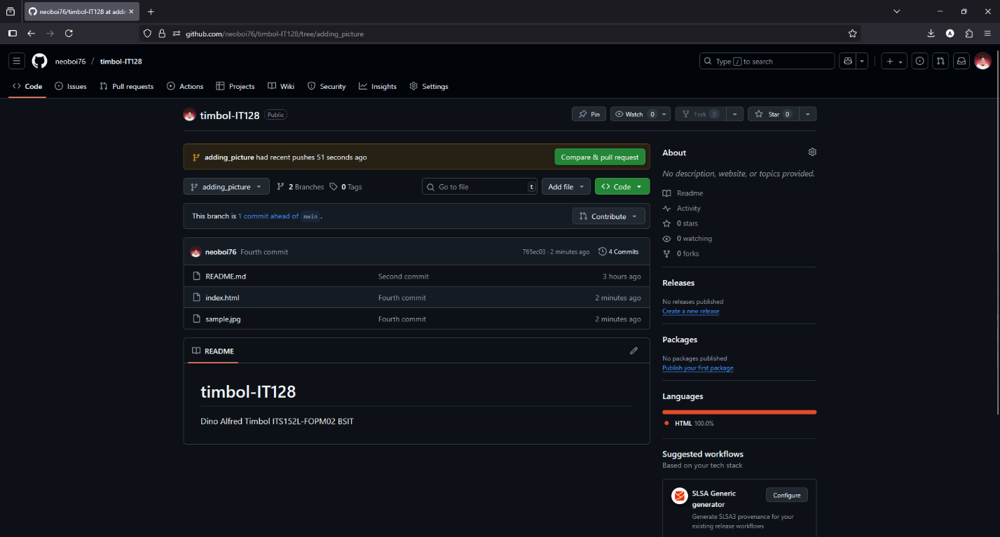 neoboi76/timbol-IT128 at addin
github.com/neoboi76/timbol-IT128/tree/adding_picture
neoboi76 / timbol-IT128
Type / to search
Code Issues Pull requests Actions Projects Wiki Security Insights Settings
timbol-IT128 Public
Pin Watch 0 Fork 0 Star 0
adding_picture had recent pushes 51 seconds ago
Compare & pull request
adding_picture 2 Branches 0 Tags
Go to file t Add file Code
This branch is 1 commit ahead of main .
Contribute
neoboi76 Fourth commit 765ec03 · 2 minutes ago 4 Commits
README.md Second commit 3 hours ago
index.html Fourth commit 2 minutes ago
sample.jpg Fourth commit 2 minutes ago
README
timbol-IT128
Dino Alfred Timbol ITS152L-FOPM02 BSIT
About
No description, website, or topics provided.
Readme
Activity
0 stars
0 watching
0 forks
Releases
No releases published
Create a new release
Packages
No packages published
Publish your first package
Languages
HTML 100.0%
Suggested workflows
Based on your tech stack
SLSA Generic
generator
Configure
Generate SLSA3 provenance for your
existing release workflows